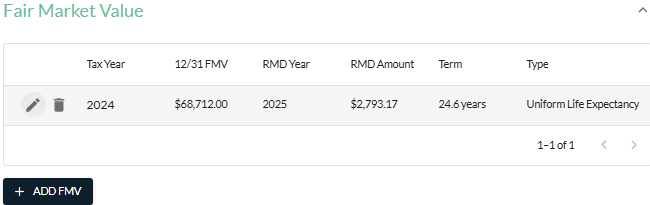 Fair Market Value
Tax Year 12/31 FMV RMD Year RMD Amount Term Type
2024 $68,712.00 2025 $2,793.17 24.6 years Uniform Life Expectancy
1–1 of 1
+ ADD FMV